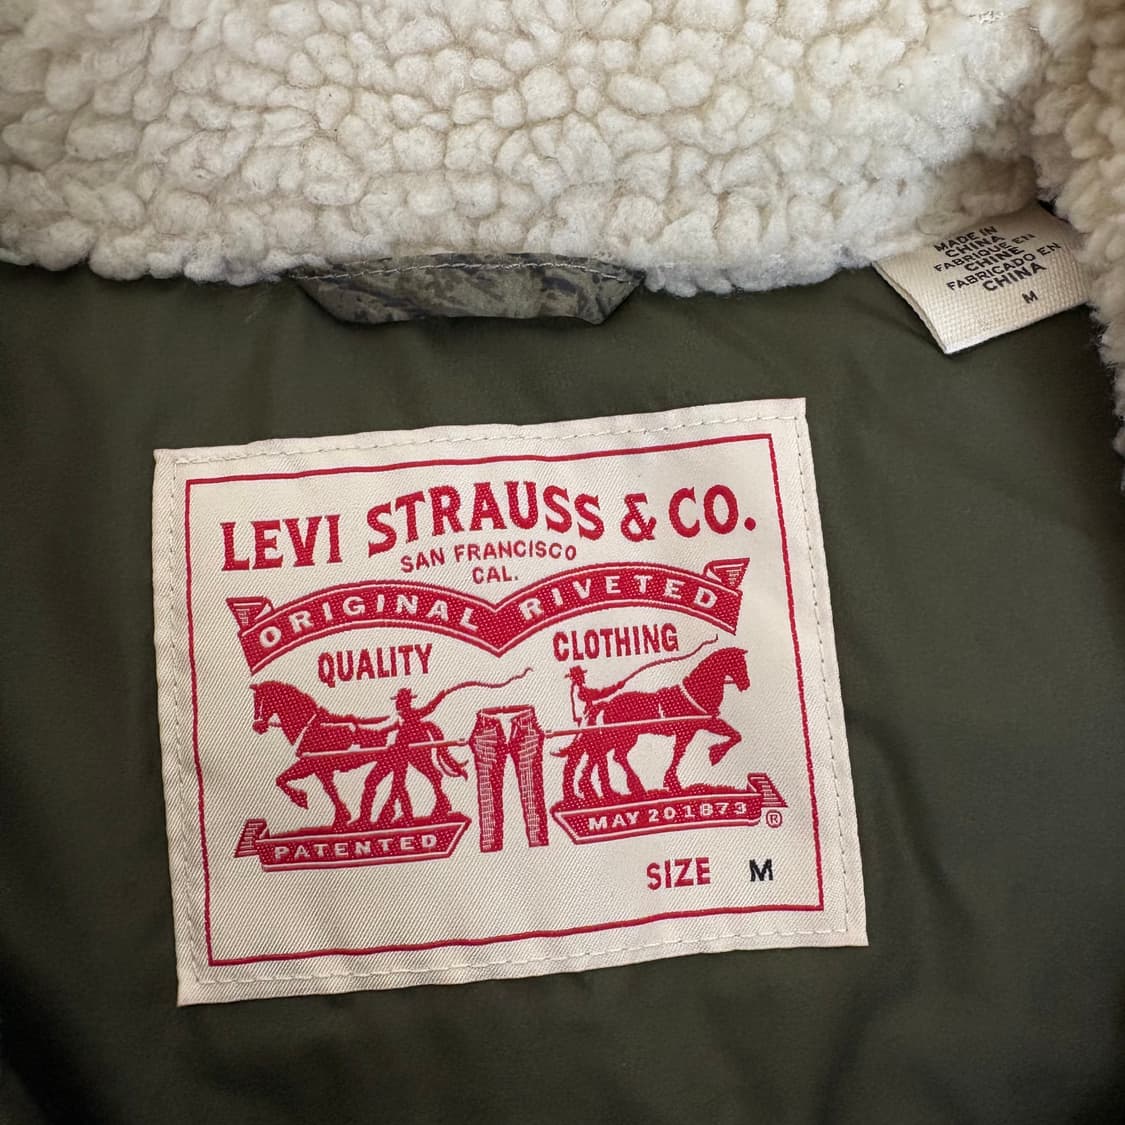 MADE IN
CHINA
FABRIQUE EN
CHINE
FABRICADO EN
CHINA
M
LEVI STRAUSS & CO.
SAN FRANCISCO
CAL.
ORIGINAL RIVETED
QUALITY CLOTHING
PATENTED MAY 20 1873 ®
SIZE M